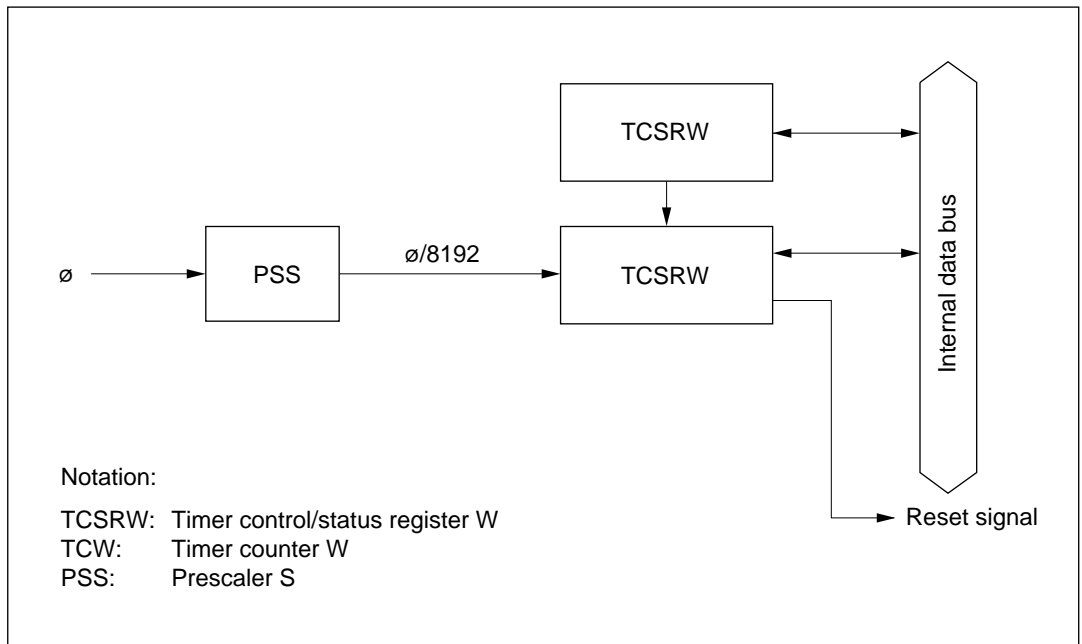 TCSRW
ø
PSS
ø/8192
TCSRW
Internal data bus
Notation:
TCSRW: Timer control/status register W
TCW: Timer counter W
PSS: Prescaler S
Reset signal